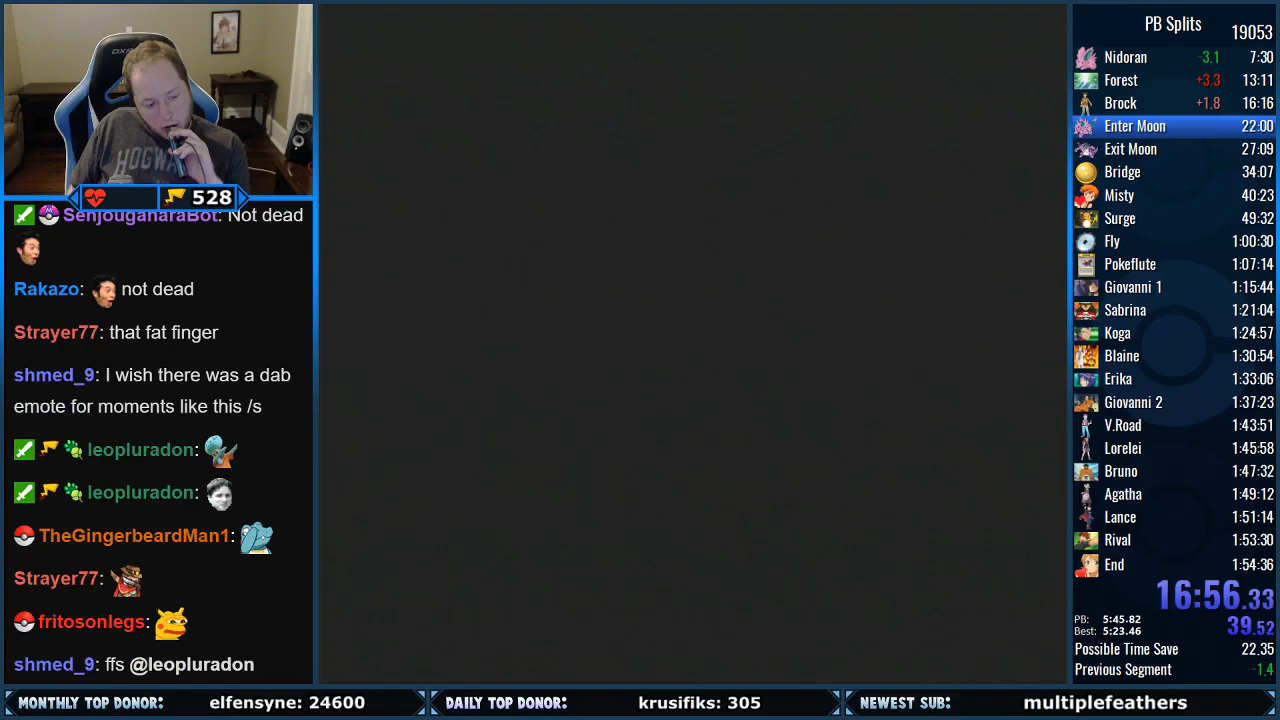 DX
HOGWA
528
SenjougaharaBot: Not dead
Rakazo: not dead
Strayer77: that fat finger
shmed_9: I wish there was a dab
emote for moments like this /s
leopluradon:
leopluradon:
TheGingerbeardMan1:
Strayer77:
fritosonlegs:
shmed_9: ffs @leopluradon
PB Splits
19053
Nidoran -3.1 7:30
Forest +3.3 13:11
Brock +1.8 16:16
Enter Moon 22:00
Exit Moon 27:09
Bridge 34:07
Misty 40:23
Surge 49:32
Fly 1:00:30
Pokeflute 1:07:14
Giovanni 1 1:15:44
Sabrina 1:21:04
Koga 1:24:57
Blaine 1:30:54
Erika 1:33:06
Giovanni 2 1:37:23
V.Road 1:43:51
Lorelei 1:45:58
Bruno 1:47:32
Agatha 1:49:12
Lance 1:51:14
Rival 1:53:30
End 1:54:36
16:56.33
PB: 5:45.82
Best: 5:23.46
39.52
Possible Time Save 22.35
Previous Segment -1.4
MONTHLY TOP DONOR: elfensyne: 24600
DAILY TOP DONOR: krusifiks: 305
NEWEST SUB: multiplefeathers